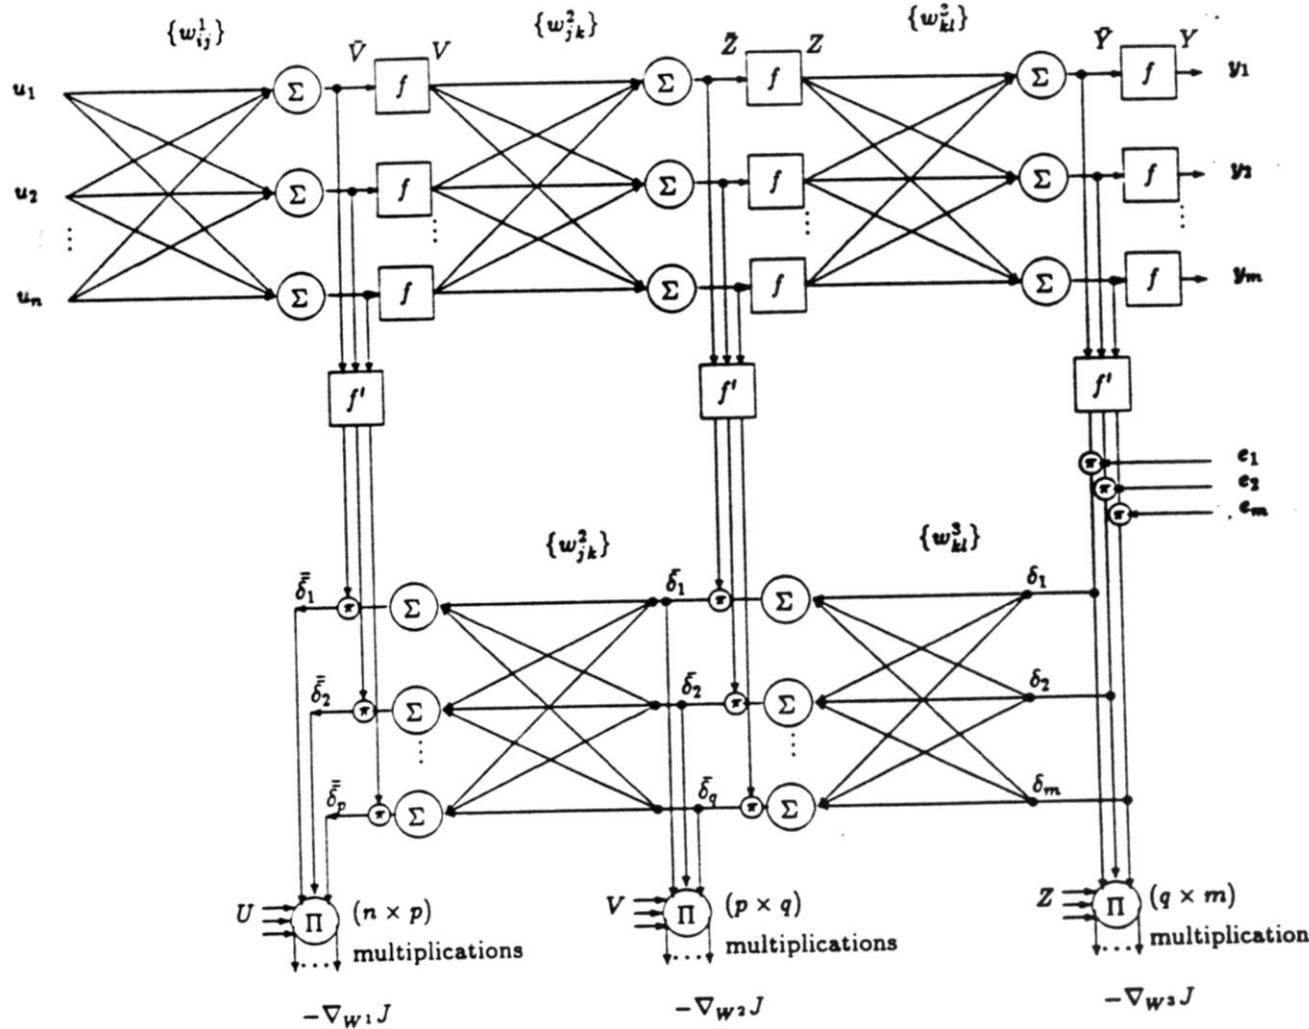 {w¹ᵢⱼ} {w²ⱼₖ} {w³ₖₗ}
V̄ V Z̄ Z Ȳ Y
u₁ Σ f Σ f Σ f y₁
u₂ Σ f Σ f Σ f y₂
⋮ ⋮ ⋮ ⋮
uₙ Σ f Σ f Σ f yₘ
f′ f′ f′
π e₁
π e₂
π eₘ
{w²ⱼₖ} {w³ₖₗ}
δ̿₁ π Σ δ̄₁ π Σ δ₁
δ̿₂ π Σ δ̄₂ π Σ δ₂
⋮ ⋮
δ̿ₚ π Σ δ̄q π Σ δₘ
U Π (n × p) V Π (p × q) Z Π (q × m)
multiplications multiplications multiplication
.... .... ....
−∇W¹J −∇W²J −∇W³J